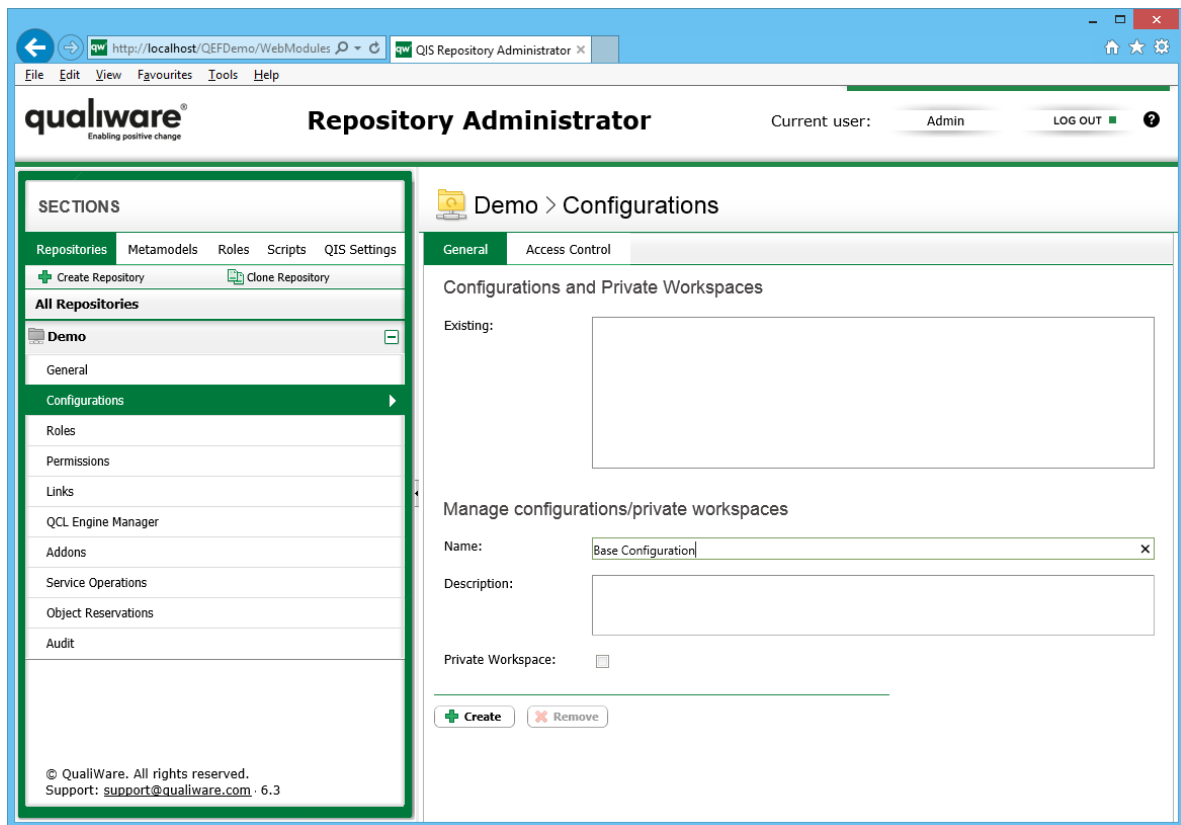 http://localhost/QEFDemo/WebModules
qw QIS Repository Administrator
File Edit View Favourites Tools Help
qualiware®
Enabling positive change
Repository Administrator
Current user: Admin LOG OUT
SECTIONS
Demo > Configurations
Repositories Metamodels Roles Scripts QIS Settings
General Access Control
Create Repository Clone Repository
All Repositories
Demo
General
Configurations
Roles
Permissions
Links
QCL Engine Manager
Addons
Service Operations
Object Reservations
Audit
© QualiWare. All rights reserved.
Support: support@qualiware.com · 6.3
Configurations and Private Workspaces
Existing:
Manage configurations/private workspaces
Name: Base Configuration
Description:
Private Workspace:
Create Remove